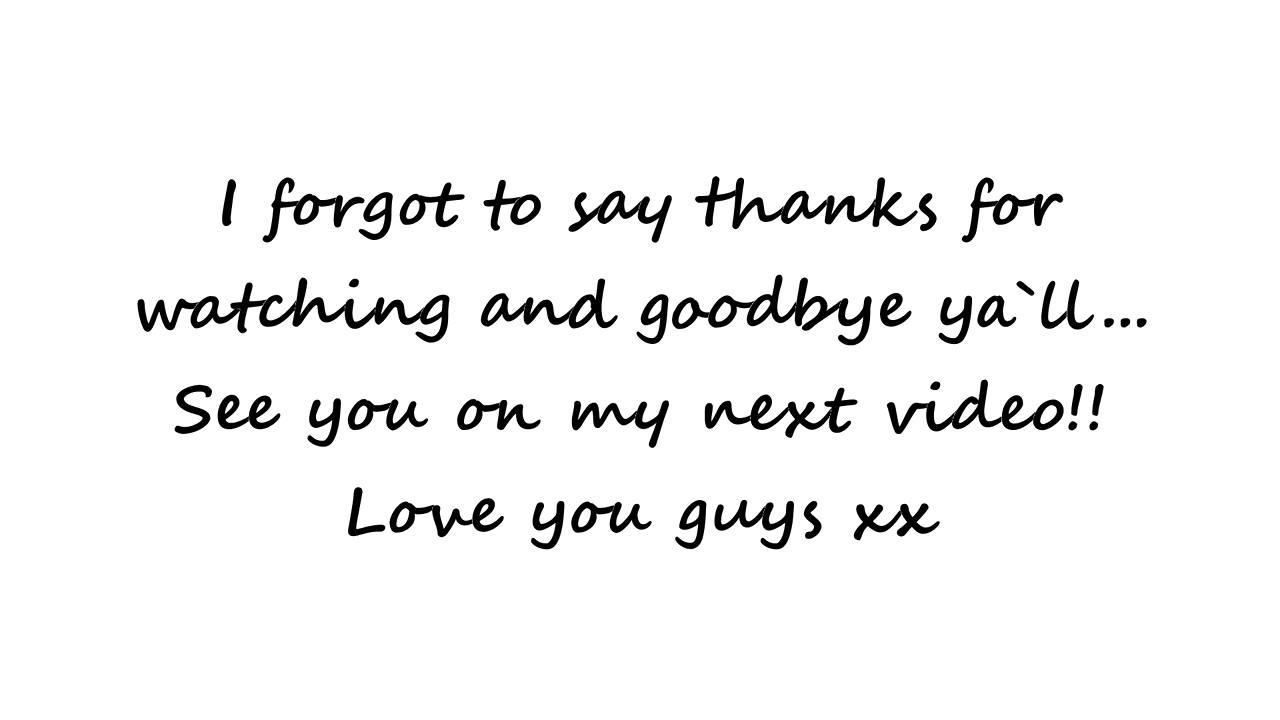 I forgot to say thanks for
watching and goodbye ya`ll...
See you on my next video!!
Love you guys xx